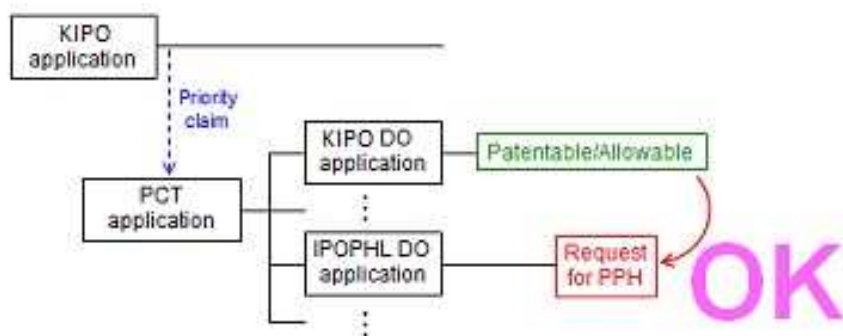 KIPO
application
Priority
claim
KIPO DO
application
Patentable/Allowable
PCT
application
⋮
IPOPHL DO
application
Request
for PPH
OK
⋮